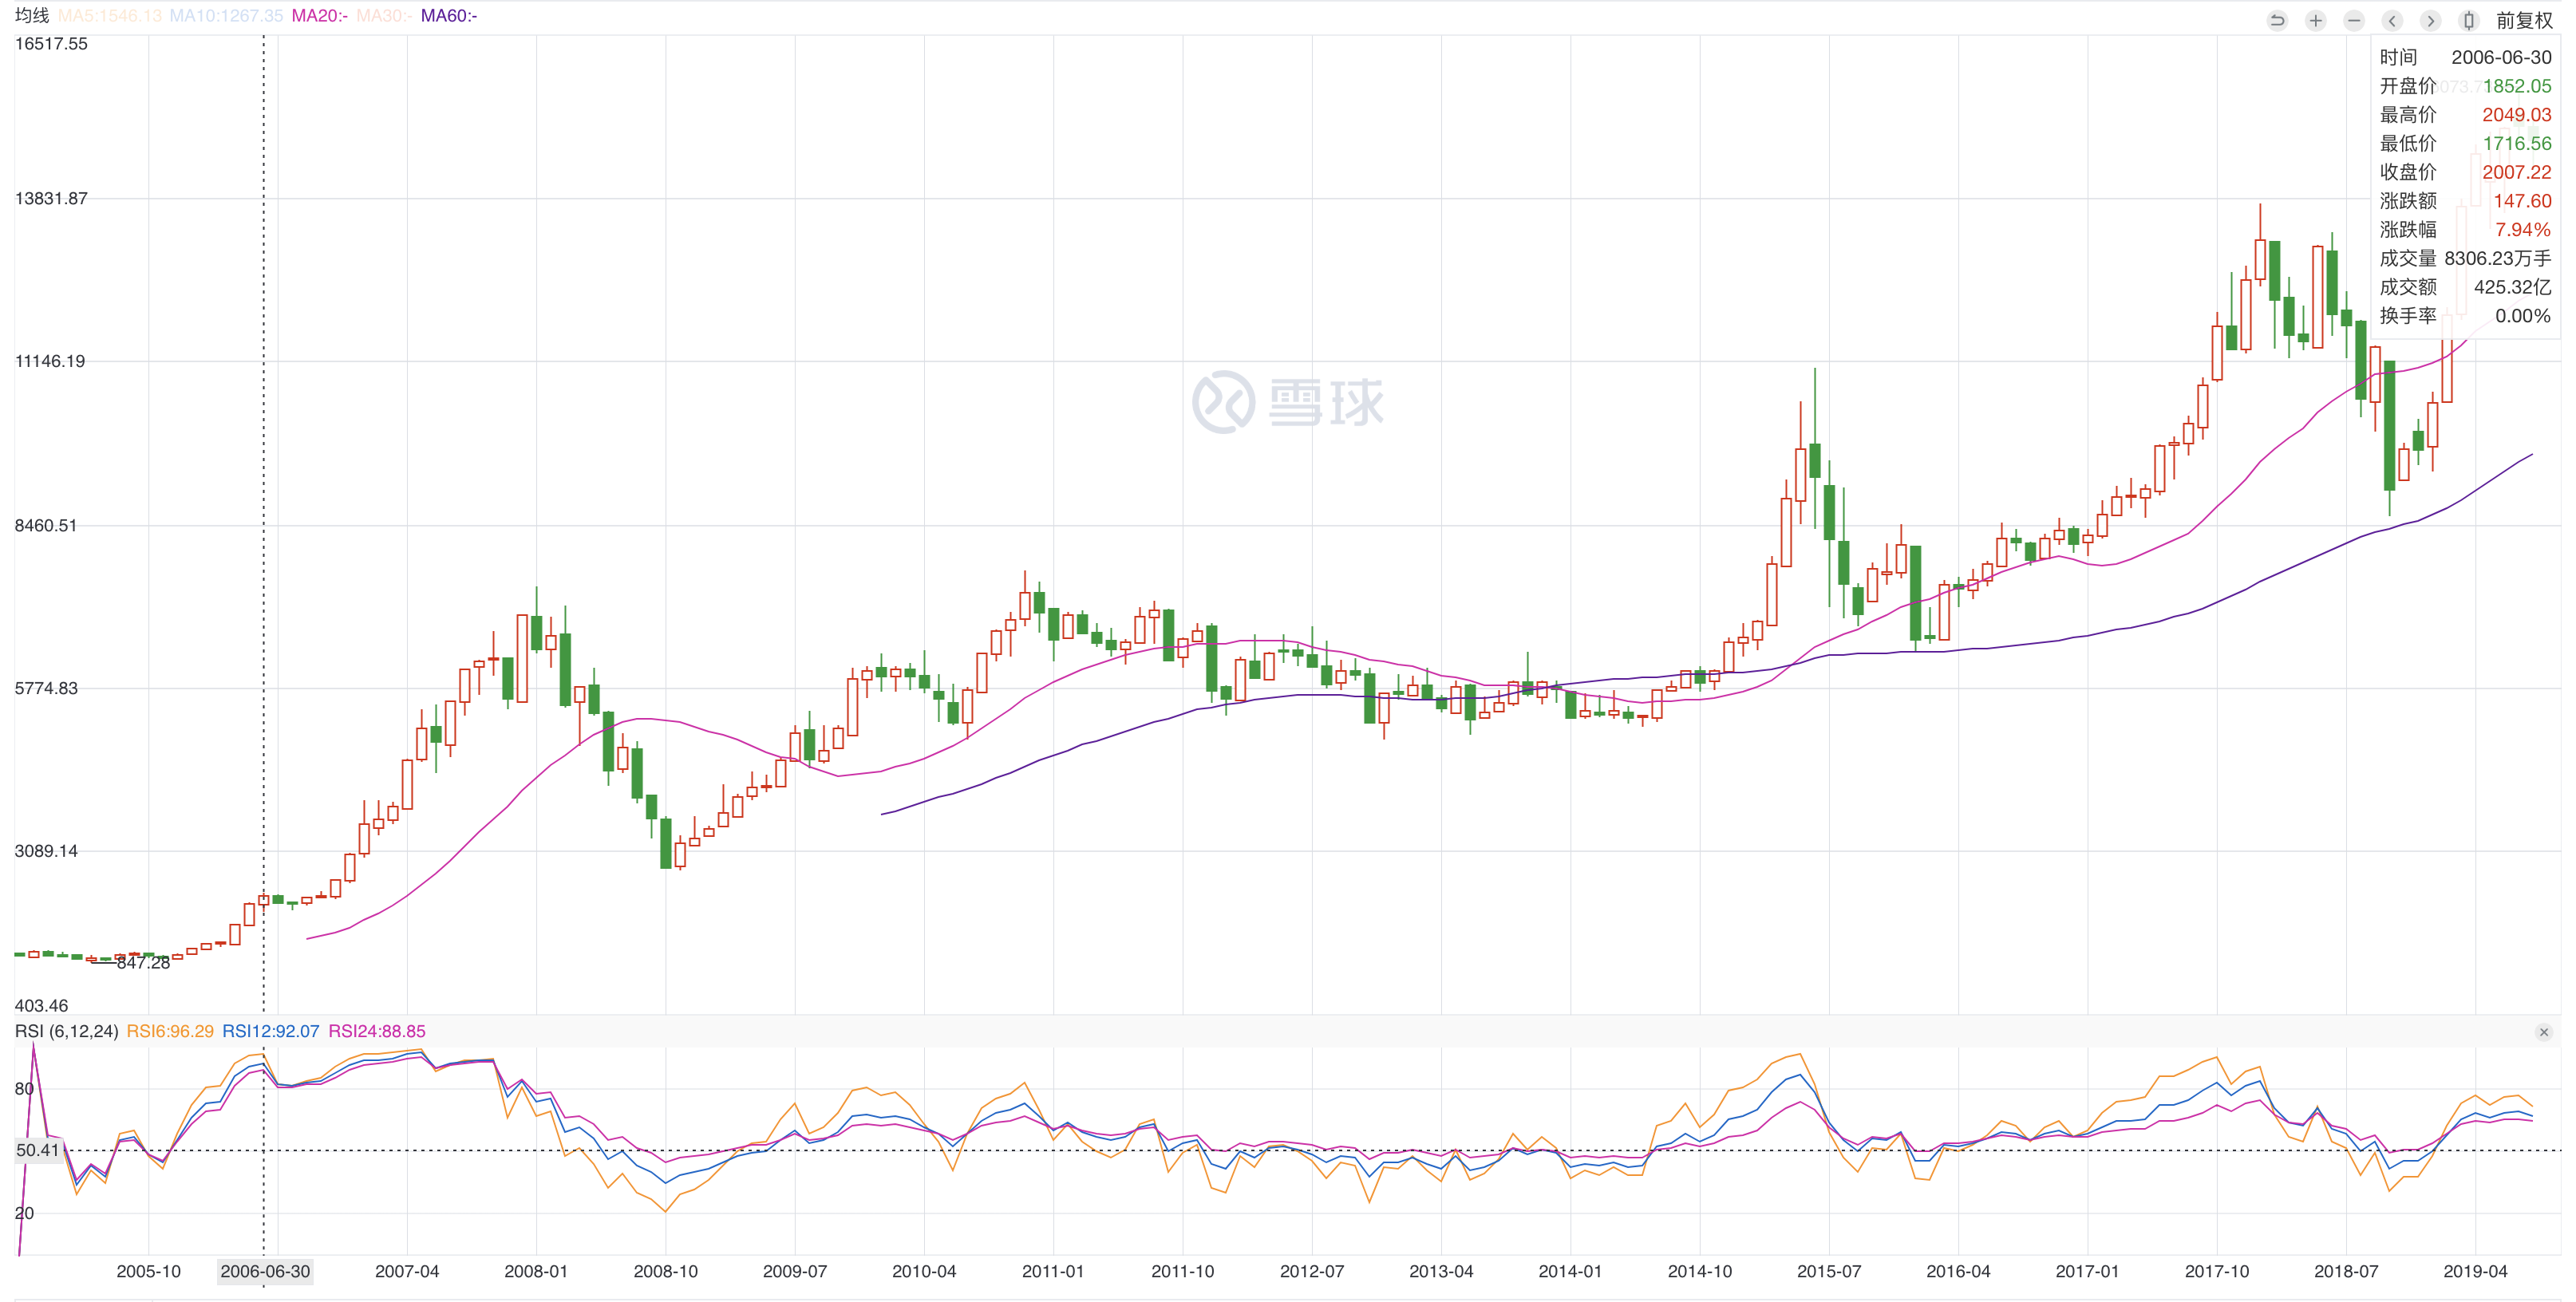 均线 MA5:1546.13 MA10:1267.35 MA20:- MA30:- MA60:-
前复权
16517.55
时间 2006-06-30
开盘价 1852.05
最高价 2049.03
最低价 1716.56
收盘价 2007.22
涨跌额 147.60
涨跌幅 7.94%
成交量 8306.23万手
成交额 425.32亿
换手率 0.00%
13831.87
11146.19
雪球
8460.51
5774.83
3089.14
847.28
403.46
RSI (6,12,24) RSI6:96.29 RSI12:92.07 RSI24:88.85
80
50.41
20
2005-10 2006-06-30 2007-04 2008-01 2008-10 2009-07 2010-04 2011-01 2011-10 2012-07 2013-04 2014-01 2014-10 2015-07 2016-04 2017-01 2017-10 2018-07 2019-04